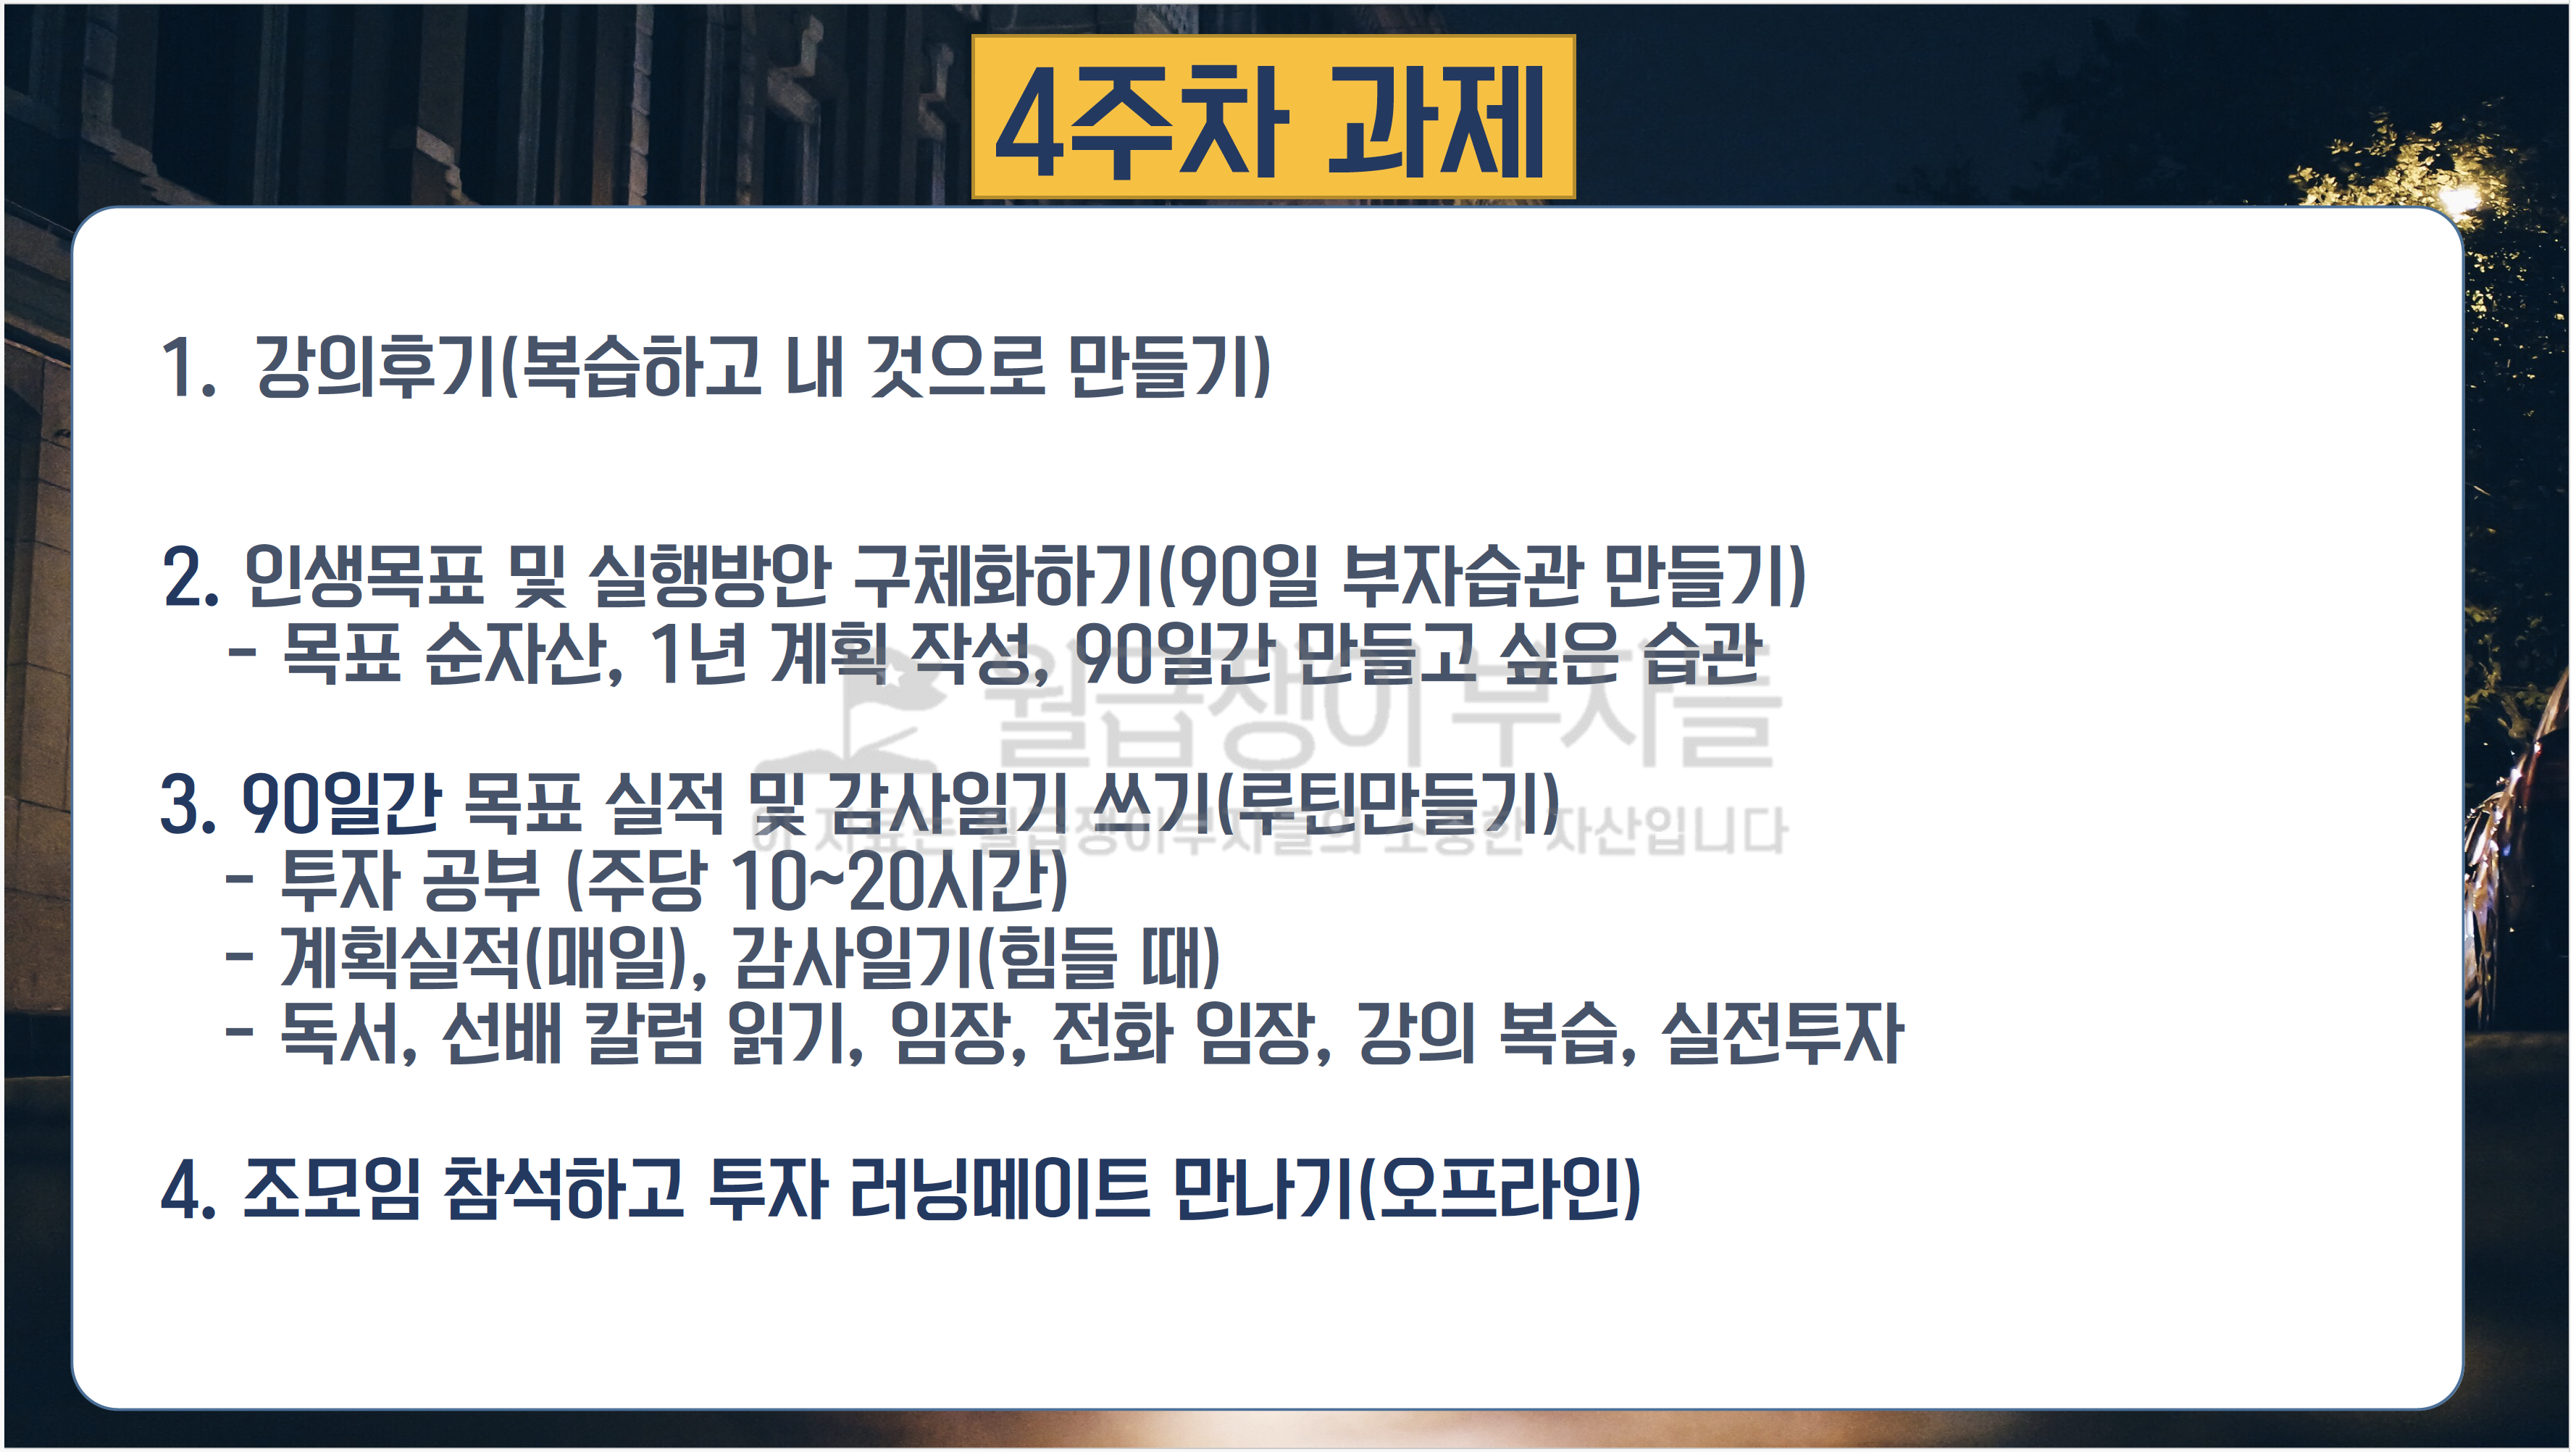 4주차 과제
1. 강의후기(복습하고 내 것으로 만들기)
2. 인생목표 및 실행방안 구체화하기(90일 부자습관 만들기)
- 목표 순자산, 1년 계획 작성, 90일간 만들고 싶은 습관
월급쟁이 부자들
3. 90일간 목표 실적 및 감사일기 쓰기(루틴만들기)
이 자료는 월급쟁이부자들의 소중한 자산입니다
- 투자 공부 (주당 10~20시간)
- 계획실적(매일), 감사일기(힘들 때)
- 독서, 선배 칼럼 읽기, 임장, 전화 임장, 강의 복습, 실전투자
4. 조모임 참석하고 투자 러닝메이트 만나기(오프라인)